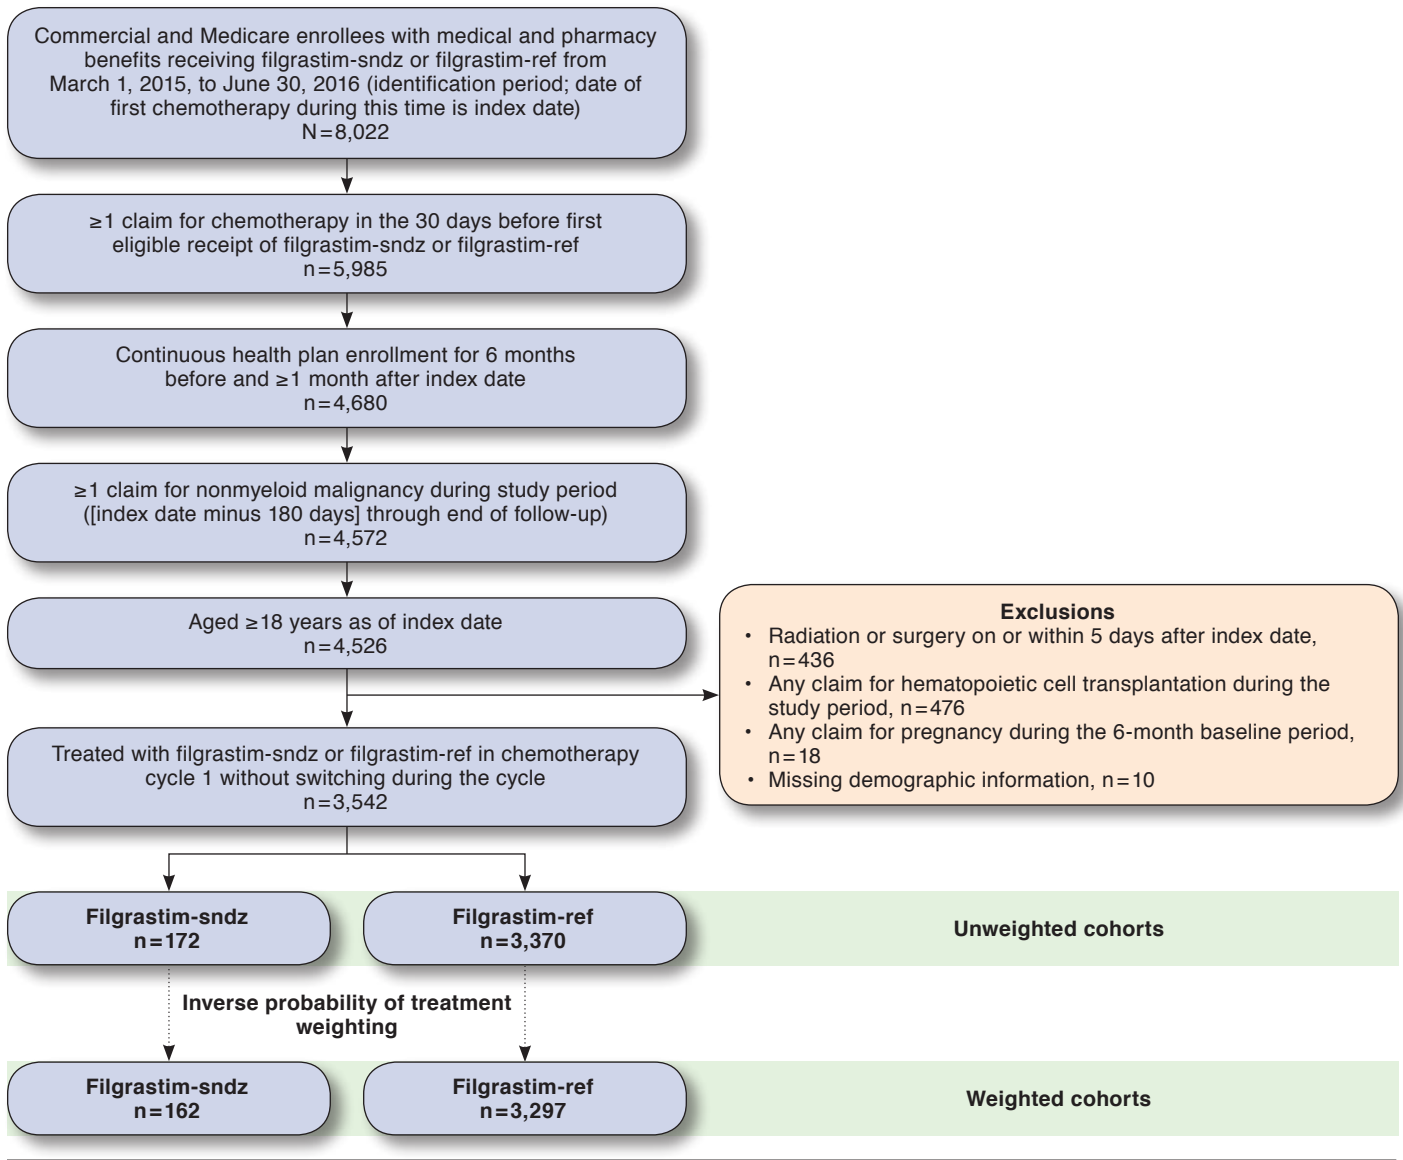 Commercial and Medicare enrollees with medical and pharmacy
benefits receiving filgrastim-sndz or filgrastim-ref from
March 1, 2015, to June 30, 2016 (identification period; date of
first chemotherapy during this time is index date)
N=8,022
≥1 claim for chemotherapy in the 30 days before first
eligible receipt of filgrastim-sndz or filgrastim-ref
n=5,985
Continuous health plan enrollment for 6 months
before and ≥1 month after index date
n=4,680
≥1 claim for nonmyeloid malignancy during study period
([index date minus 180 days] through end of follow-up)
n=4,572
Aged ≥18 years as of index date
n=4,526
Exclusions
• Radiation or surgery on or within 5 days after index date,
n=436
• Any claim for hematopoietic cell transplantation during the
study period, n=476
• Any claim for pregnancy during the 6-month baseline period,
n=18
• Missing demographic information, n=10
Treated with filgrastim-sndz or filgrastim-ref in chemotherapy
cycle 1 without switching during the cycle
n=3,542
Filgrastim-sndz
n=172
Filgrastim-ref
n=3,370
Unweighted cohorts
Inverse probability of treatment
weighting
Filgrastim-sndz
n=162
Filgrastim-ref
n=3,297
Weighted cohorts